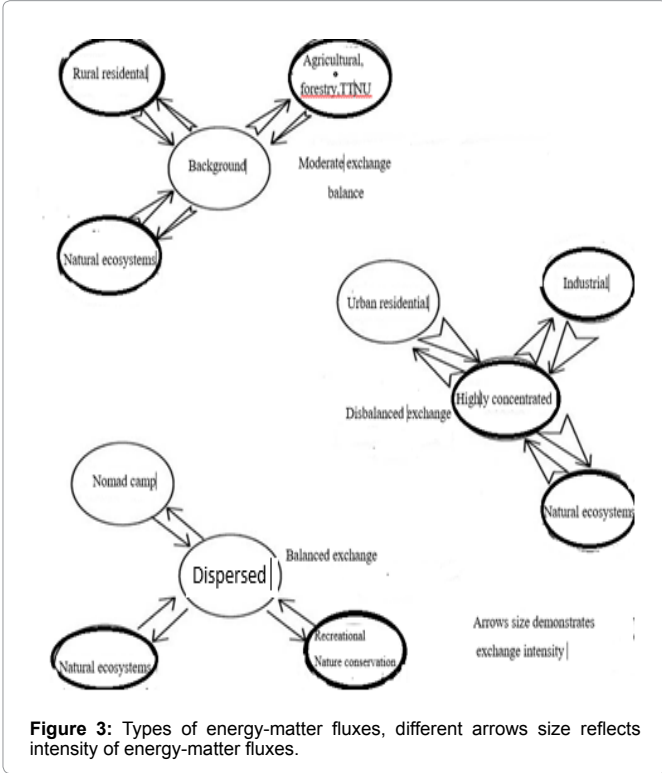 Rural residental
Agricultural,
forestry,TTNU
Background
Moderate exchange
balance
Natural ecosystems
Urban residential
Industrial
Highly concentrated
Disbalanced exchange
Natural ecosystems
Nomad camp
Balanced exchange
Dispersed
Recreational
Nature conservation
Natural ecosystems
Arrows size demonstrates
exchange intensity
Figure 3: Types of energy-matter fluxes, different arrows size reflects
intensity of energy-matter fluxes.